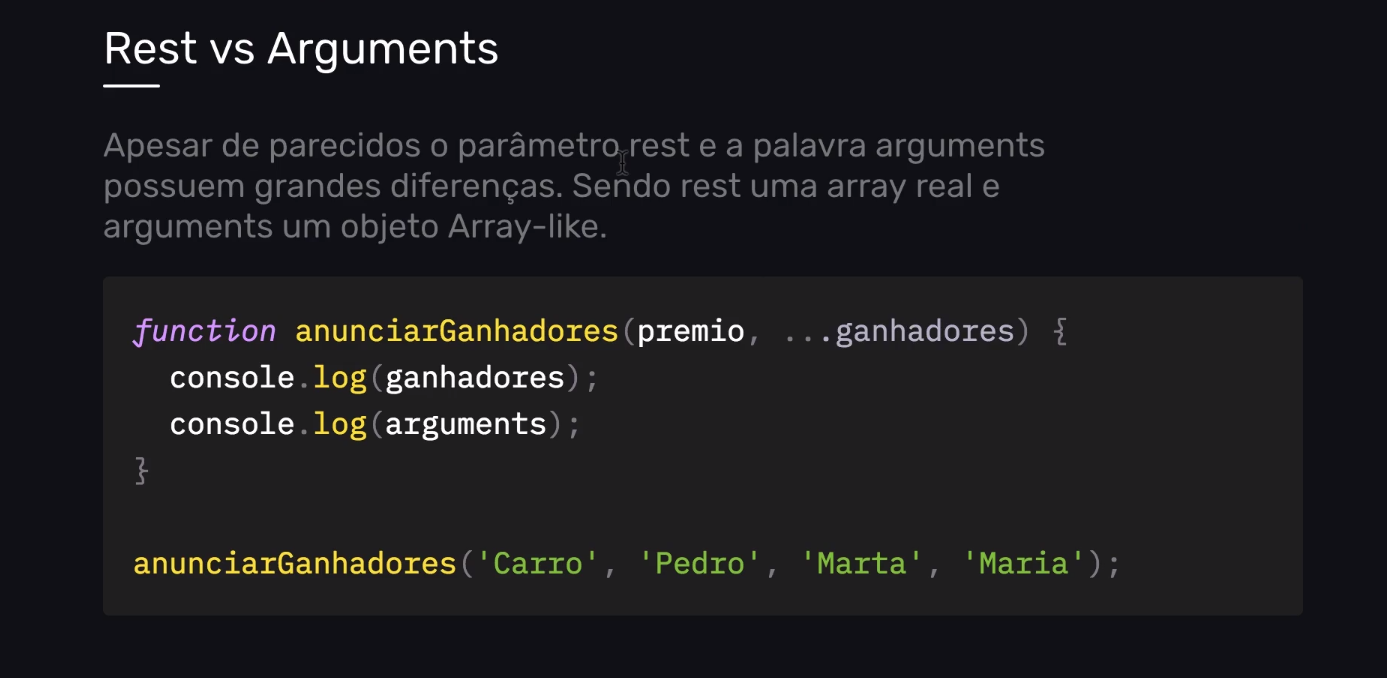 Rest vs Arguments
Apesar de parecidos o parâmetro rest e a palavra arguments
possuem grandes diferenças. Sendo rest uma array real e
arguments um objeto Array-like.
function anunciarGanhadores(premio, ...ganhadores) {
  console.log(ganhadores);
  console.log(arguments);
}
anunciarGanhadores('Carro', 'Pedro', 'Marta', 'Maria');